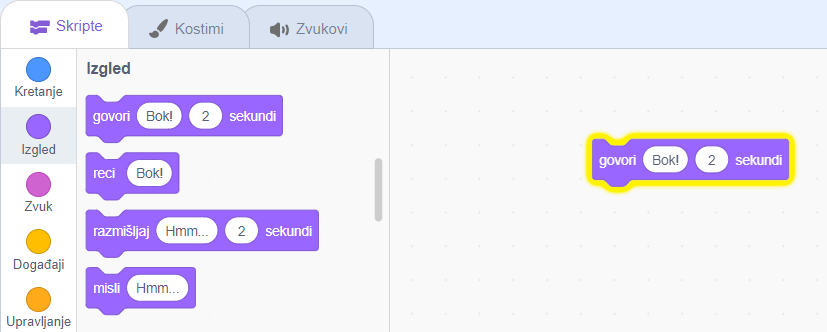 Skripte
Kostimi
Zvukovi
Kretanje
Izgled
Zvuk
Događaji
Upravljanje
Izgled
govori Bok! 2 sekundi
reci Bok!
razmišljaj Hmm... 2 sekundi
misli Hmm...
govori Bok! 2 sekundi